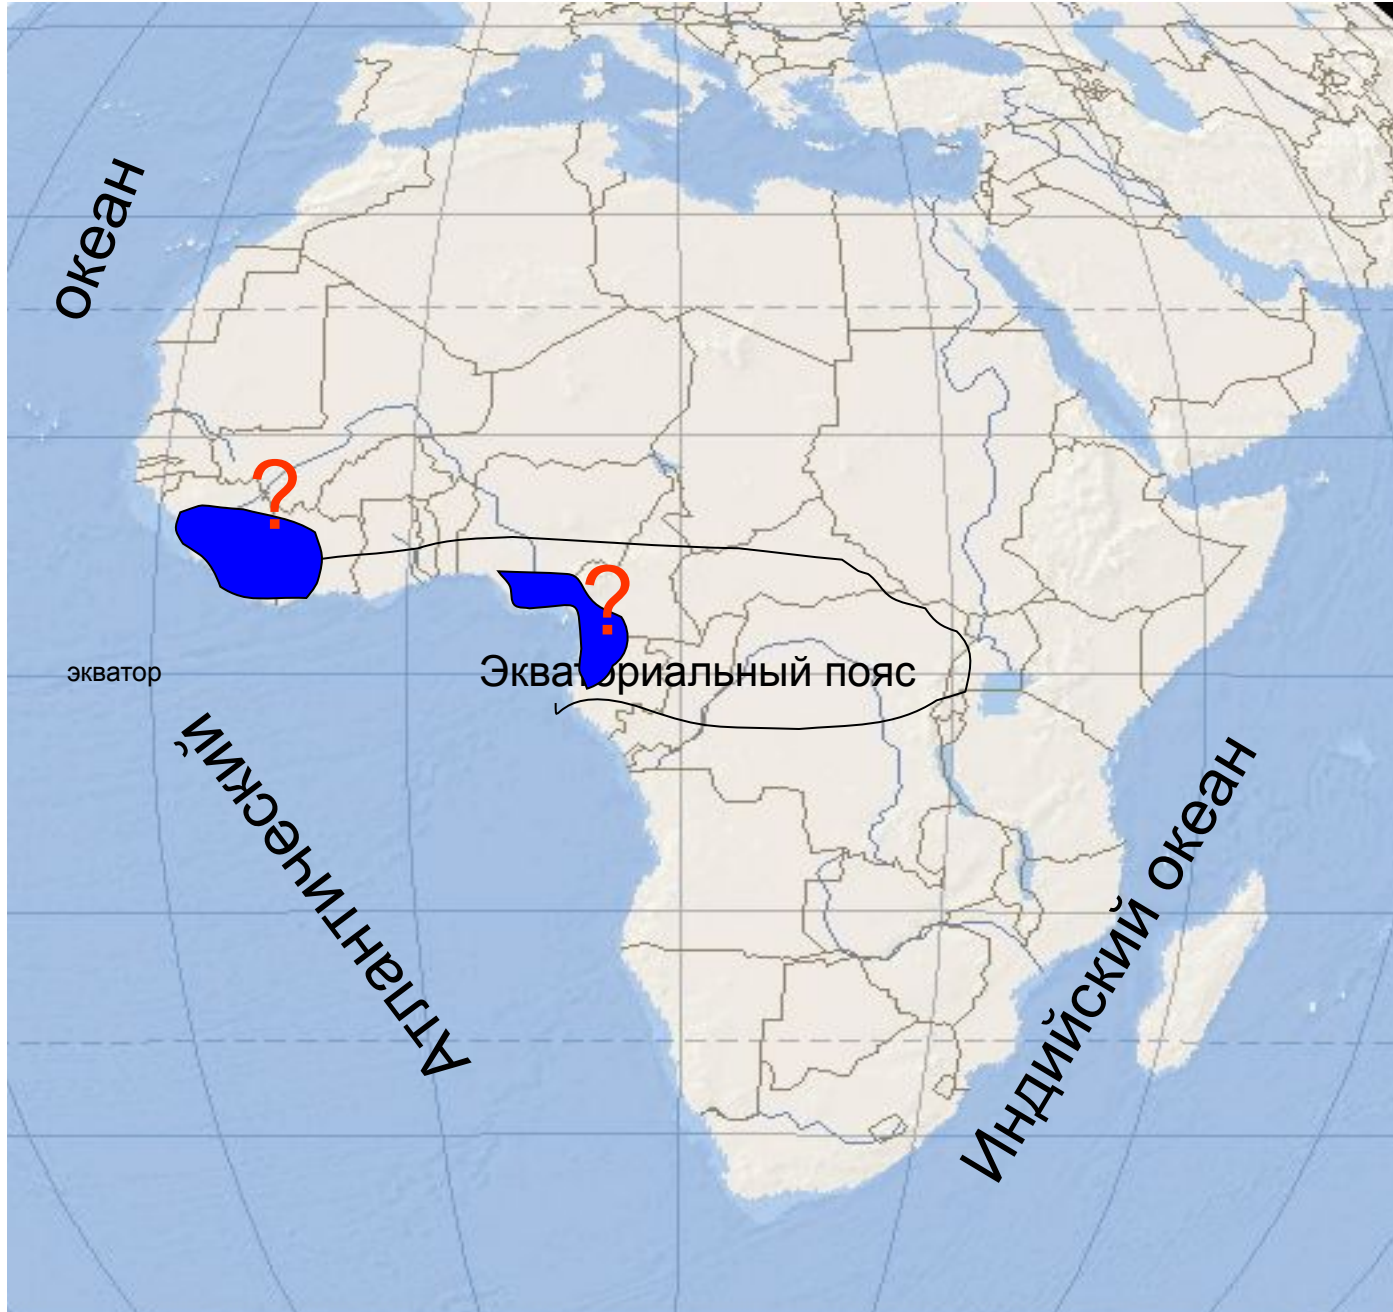 океан
?
?
экватор
Экваториальный пояс
Атлантический
Индийский океан